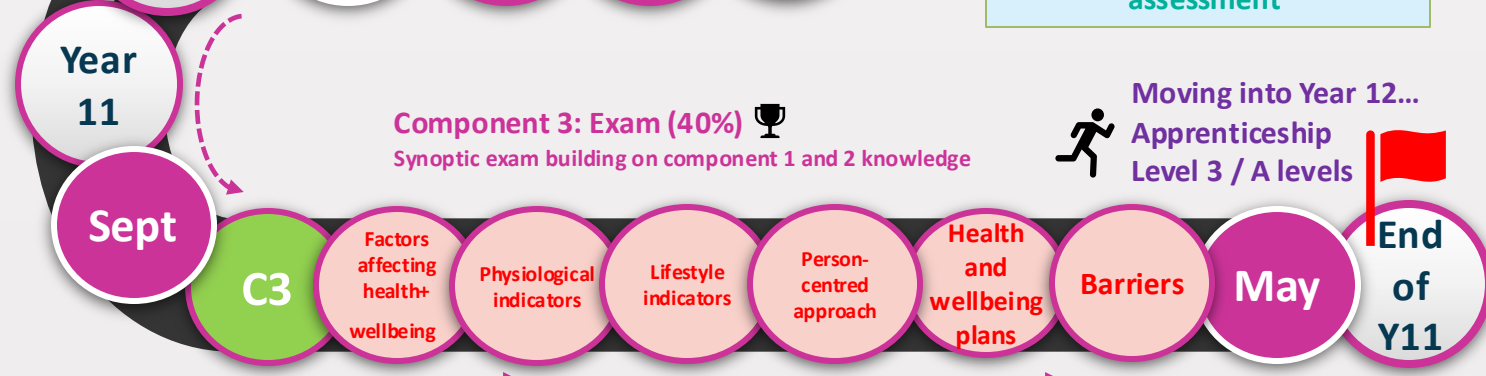 assessment
Year
11
Component 3: Exam (40%)
Synoptic exam building on component 1 and 2 knowledge
Moving into Year 12...
Apprenticeship
Level 3 / A levels
Sept
C3
Factors
affecting
health+
wellbeing
Physiological
indicators
Lifestyle
indicators
Person-
centred
approach
Health
and
wellbeing
plans
Barriers
May
End
of
Y11